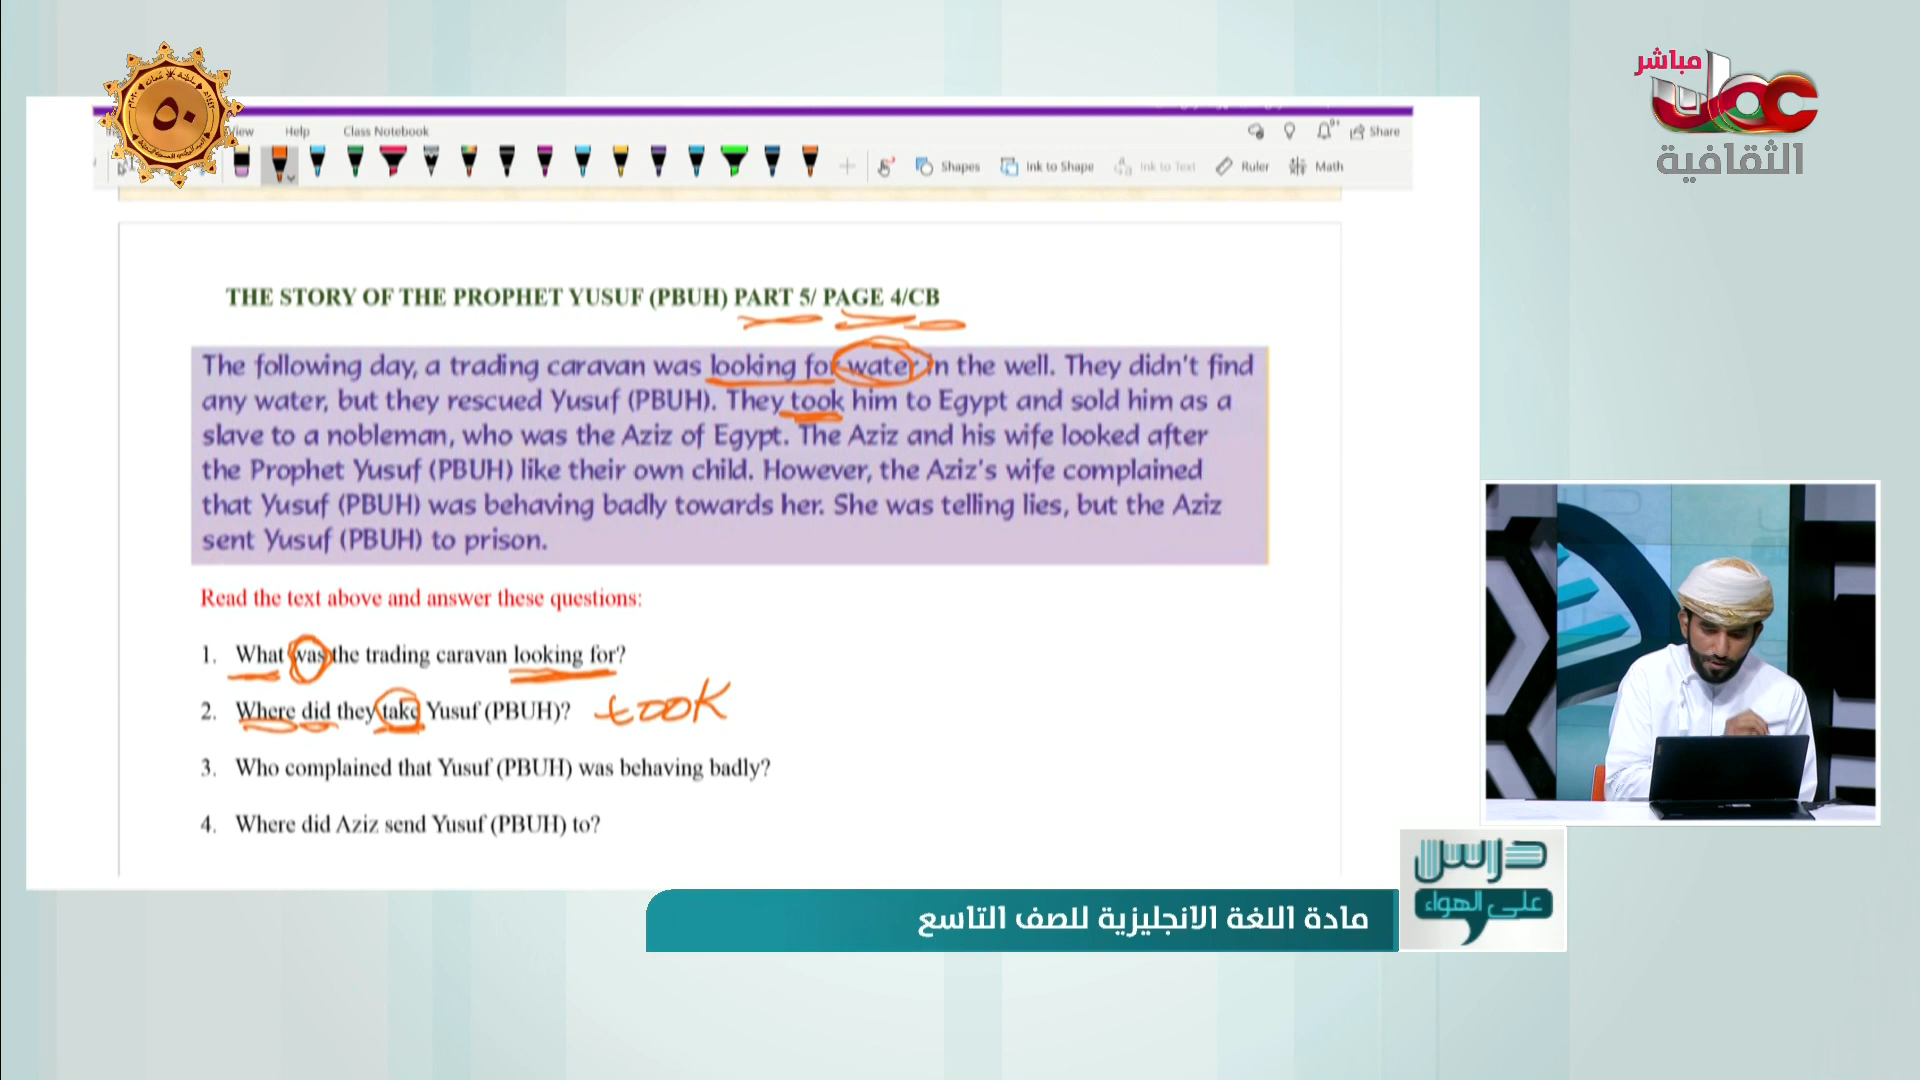 مباشر
عمان
الثقافية
٥٠
View Help Class Notebook
Share
Shapes Ink to Shape Ink to Text Ruler Math
THE STORY OF THE PROPHET YUSUF (PBUH) PART 5/ PAGE 4/CB
The following day, a trading caravan was looking for water in the well. They didn't find
any water, but they rescued Yusuf (PBUH). They took him to Egypt and sold him as a
slave to a nobleman, who was the Aziz of Egypt. The Aziz and his wife looked after
the Prophet Yusuf (PBUH) like their own child. However, the Aziz's wife complained
that Yusuf (PBUH) was behaving badly towards her. She was telling lies, but the Aziz
sent Yusuf (PBUH) to prison.
Read the text above and answer these questions:
1. What was the trading caravan looking for?
2. Where did they take Yusuf (PBUH)? took
3. Who complained that Yusuf (PBUH) was behaving badly?
4. Where did Aziz send Yusuf (PBUH) to?
درس
على الهواء
مادة اللغة الانجليزية للصف التاسع